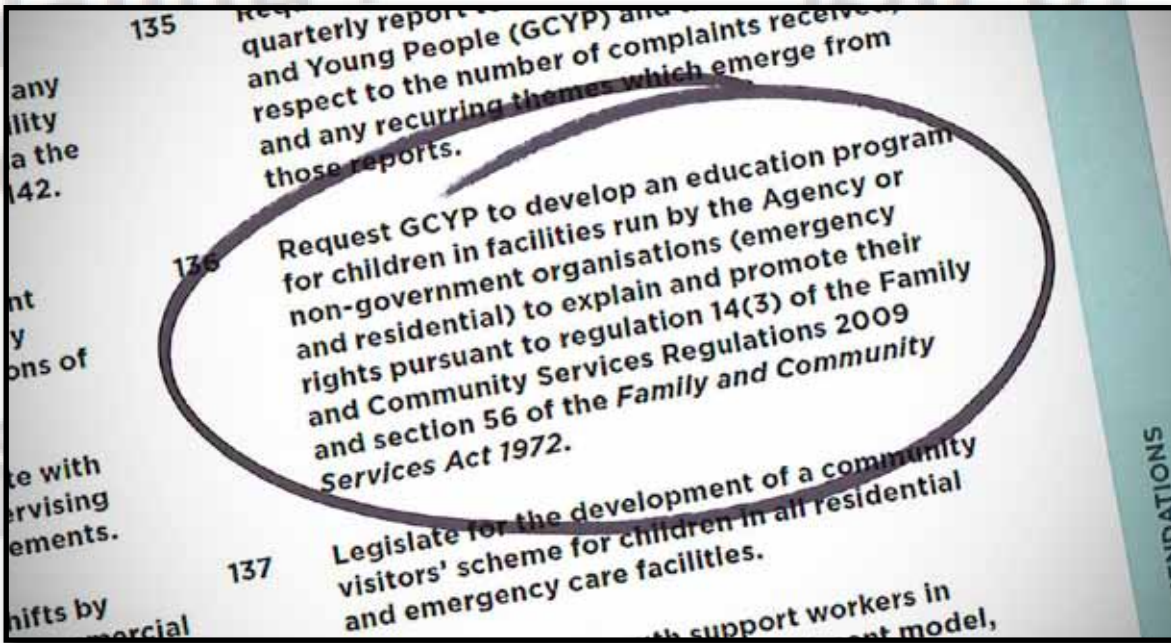 any
lity
a the
142.
nt
y
ons of
te with
ervising
ements.
hifts by
mercial
135
quarterly report to
and Young People (GCYP) and
respect to the number of complaints received,
and any recurring themes which emerge from
those reports.
136
Request GCYP to develop an education program
for children in facilities run by the Agency or
non-government organisations (emergency
and residential) to explain and promote their
rights pursuant to regulation 14(3) of the Family
and Community Services Regulations 2009
and section 56 of the Family and Community
Services Act 1972.
137
Legislate for the development of a community
visitors' scheme for children in all residential
and emergency care facilities.
support workers in
model,
NDATIONS